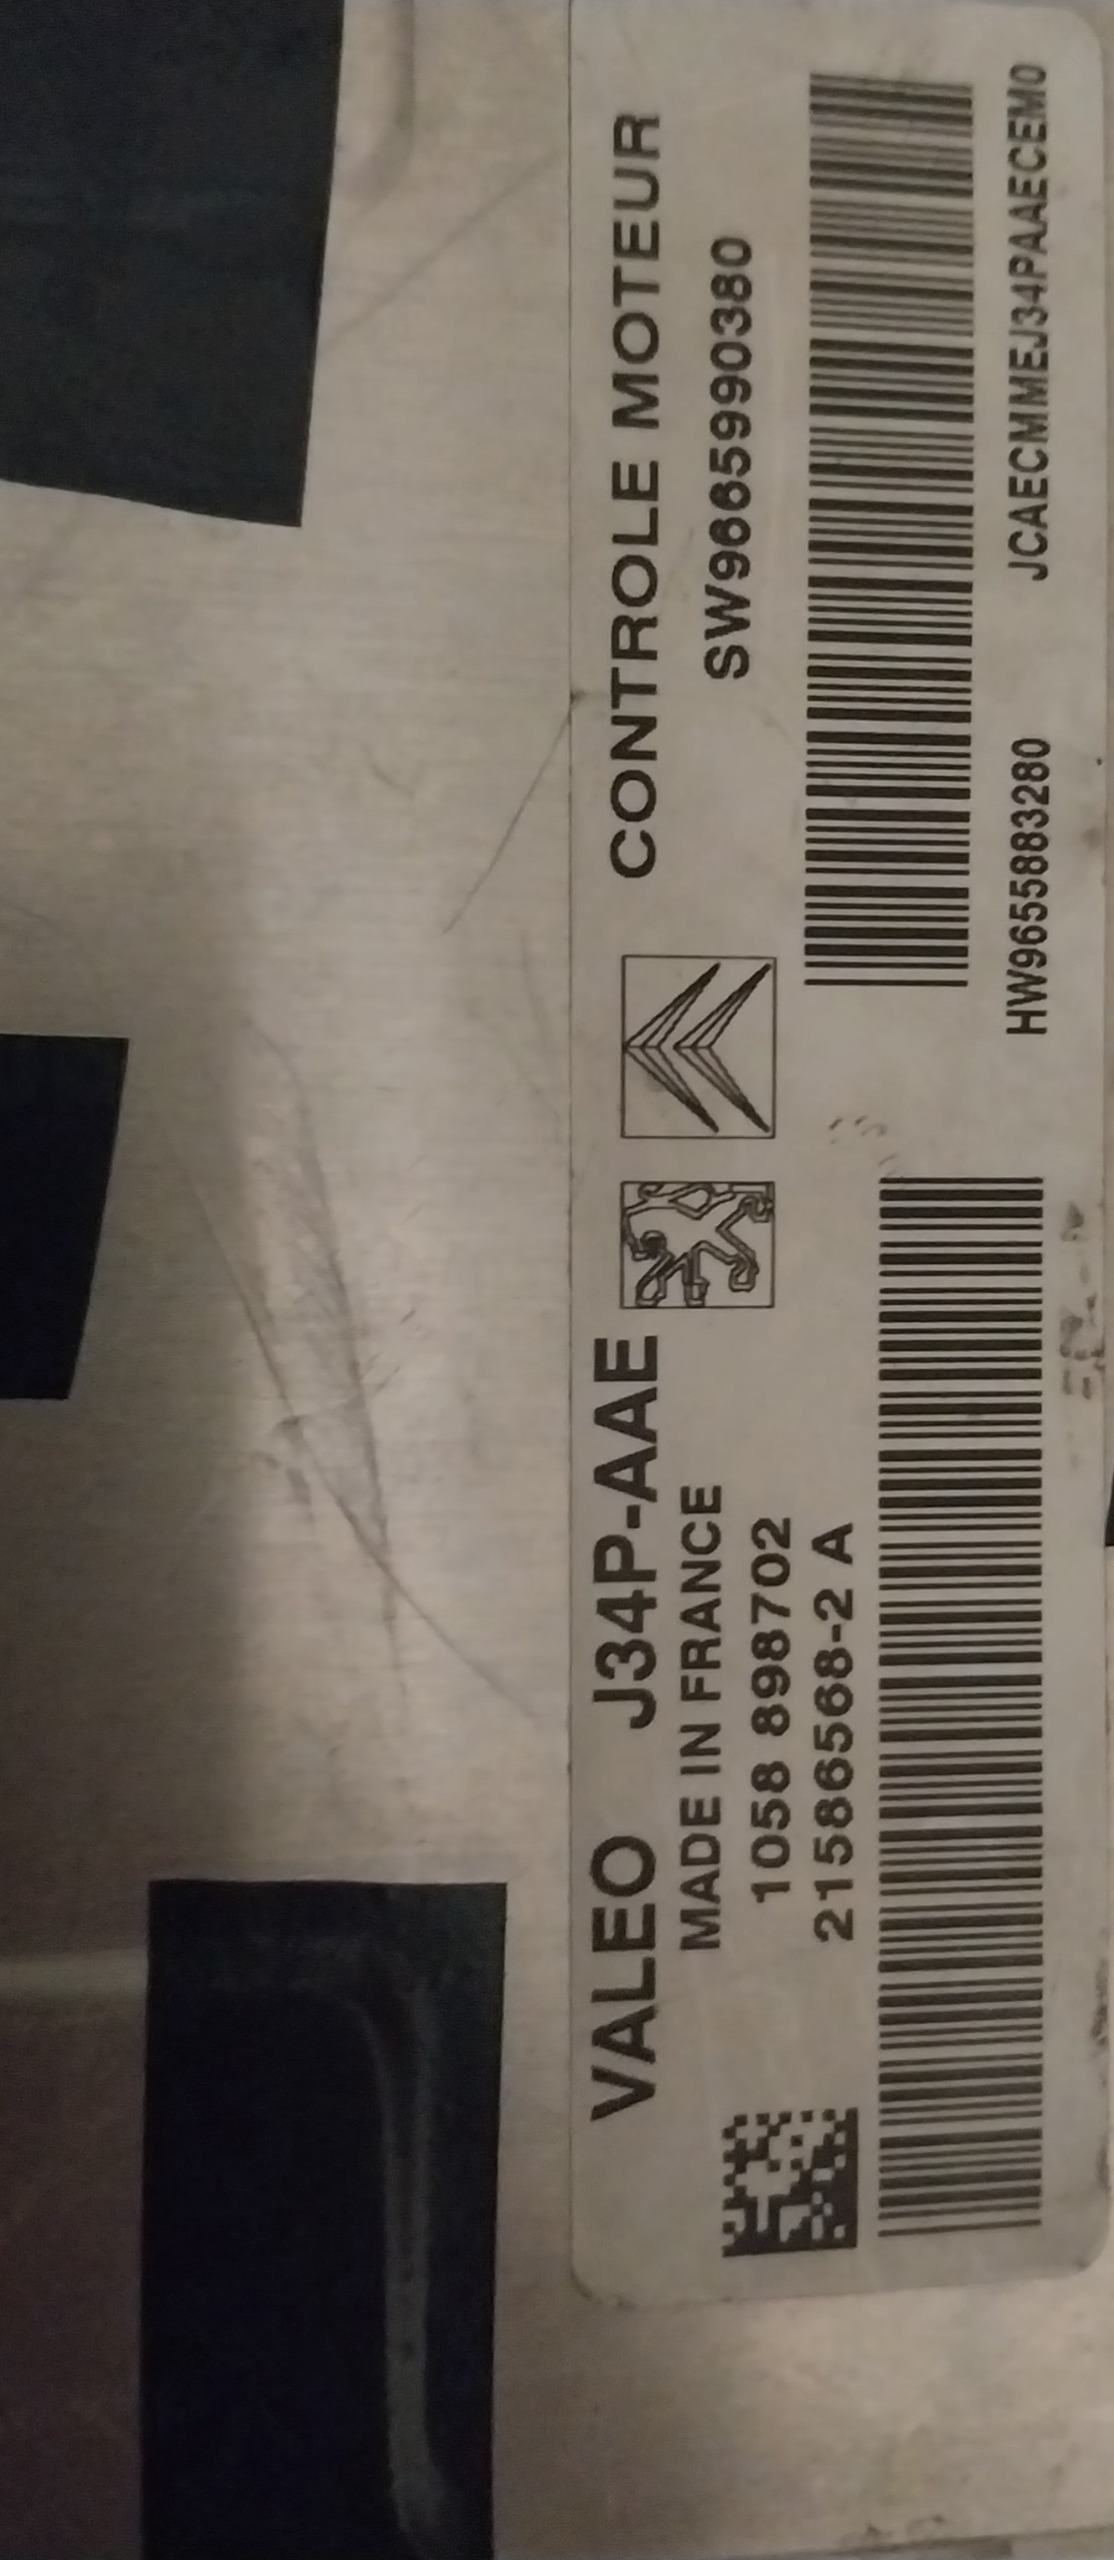 VALEO J34P-AAE
MADE IN FRANCE
1058 898702
21586568-2 A
CONTROLE MOTEUR
SW9665990380
HW9655883280 JCAECMMEJ34PAAECEM0